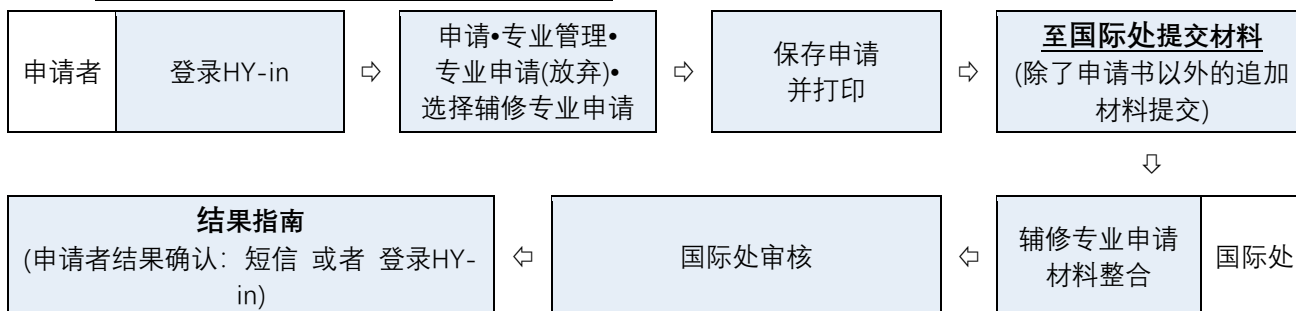 申请者
登录HY-in
⇨
申请•专业管理•
专业申请(放弃)•
选择辅修专业申请
⇨
保存申请
并打印
⇨
至国际处提交材料
(除了申请书以外的追加
材料提交)
⇩
结果指南
(申请者结果确认: 短信 或者 登录HY-
in)
⇦
国际处审核
⇦
辅修专业申请
材料整合
国际处